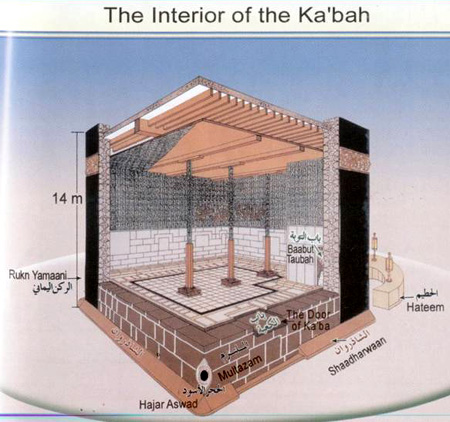 The Interior of the Ka'bah
14 m
باب التوبة
Baabut
Taubah
Rukn Yamaani
الركن اليماني
الحطيم
Hateem
The Door
of Ka'ba
باب
الكعبة
الشاذروان
Shaadharwaan
الشاذروان
الملتزم
Multazam
الحجر الأسود
Hajar Aswad